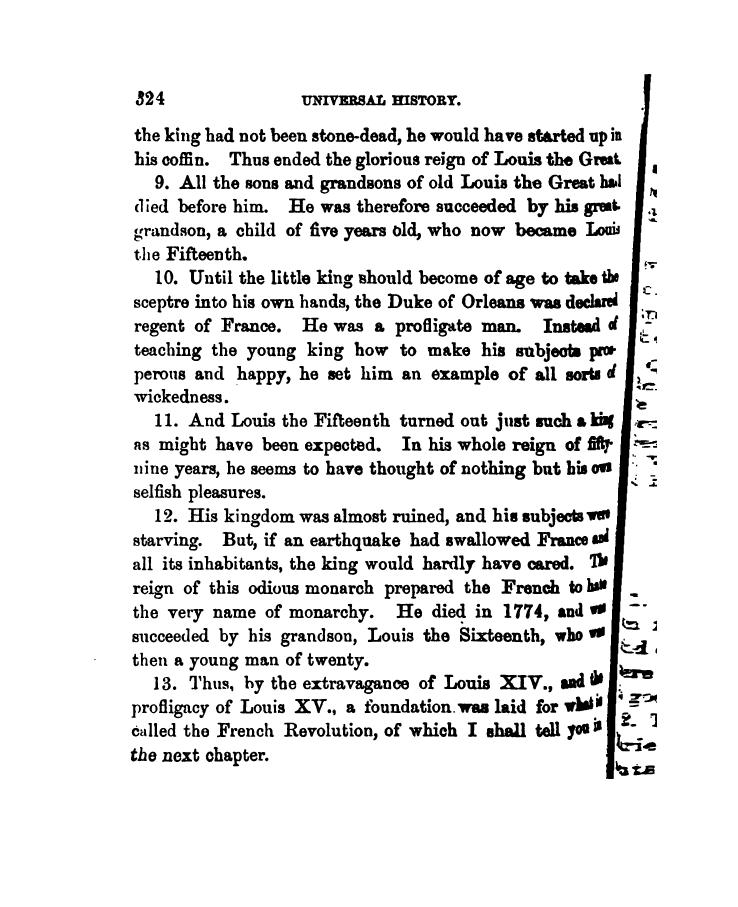 324 UNIVERSAL HISTORY.
the king had not been stone-dead, he would have started up in
his coffin. Thus ended the glorious reign of Louis the Great.
9. All the sons and grandsons of old Louis the Great had
died before him. He was therefore succeeded by his great-
grandson, a child of five years old, who now became Louis
the Fifteenth.
10. Until the little king should become of age to take the
sceptre into his own hands, the Duke of Orleans was declared
regent of France. He was a profligate man. Instead of
teaching the young king how to make his subjects pros-
perous and happy, he set him an example of all sorts of
wickedness.
11. And Louis the Fifteenth turned out just such a king
as might have been expected. In his whole reign of fifty-
nine years, he seems to have thought of nothing but his own
selfish pleasures.
12. His kingdom was almost ruined, and his subjects were
starving. But, if an earthquake had swallowed France and
all its inhabitants, the king would hardly have cared. The
reign of this odious monarch prepared the French to hate
the very name of monarchy. He died in 1774, and was
succeeded by his grandson, Louis the Sixteenth, who was
then a young man of twenty.
13. Thus, by the extravagance of Louis XIV., and the
profligacy of Louis XV., a foundation was laid for what is
called the French Revolution, of which I shall tell you in
the next chapter.